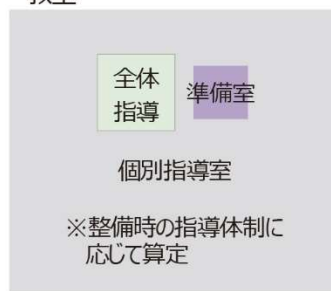 全体
指導
準備室
個別指導室
※整備時の指導体制に
応じて算定